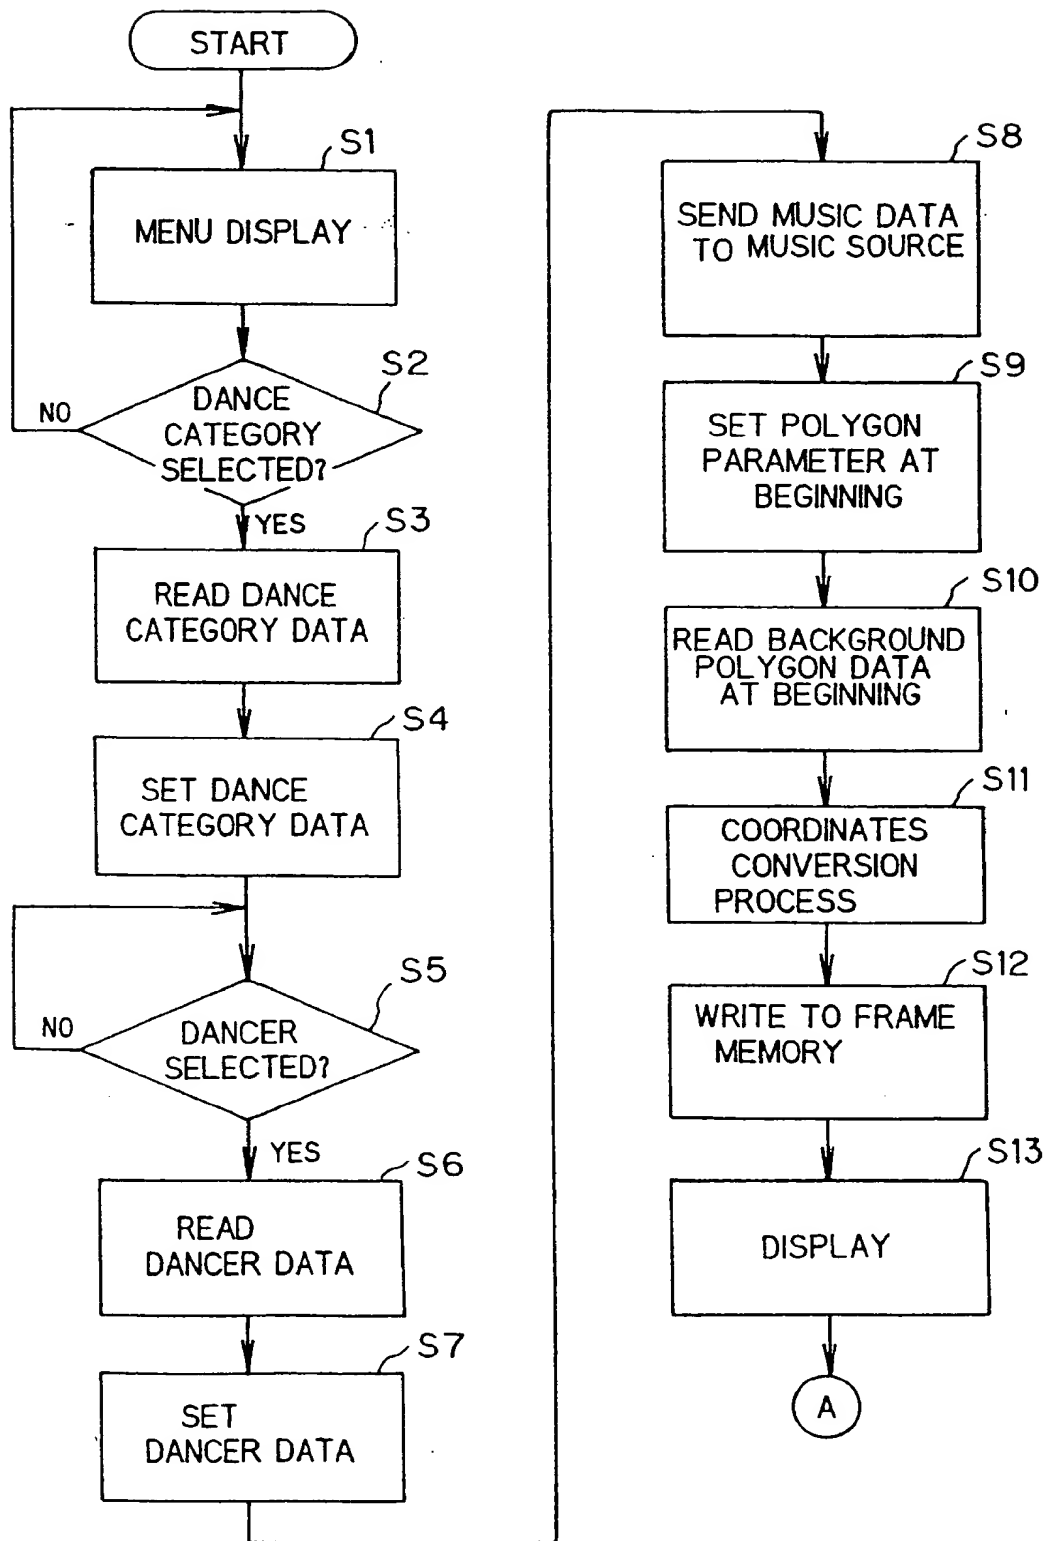 START
S1
MENU DISPLAY
S2
DANCE
CATEGORY
SELECTED?
NO
YES
S3
READ DANCE
CATEGORY DATA
S4
SET DANCE
CATEGORY DATA
S5
DANCER
SELECTED?
NO
YES
S6
READ
DANCER DATA
S7
SET
DANCER DATA
S8
SEND MUSIC DATA
TO MUSIC SOURCE
S9
SET POLYGON
PARAMETER AT
BEGINNING
S10
READ BACKGROUND
POLYGON DATA
AT BEGINNING
S11
COORDINATES
CONVERSION
PROCESS
S12
WRITE TO FRAME
MEMORY
S13
DISPLAY
A